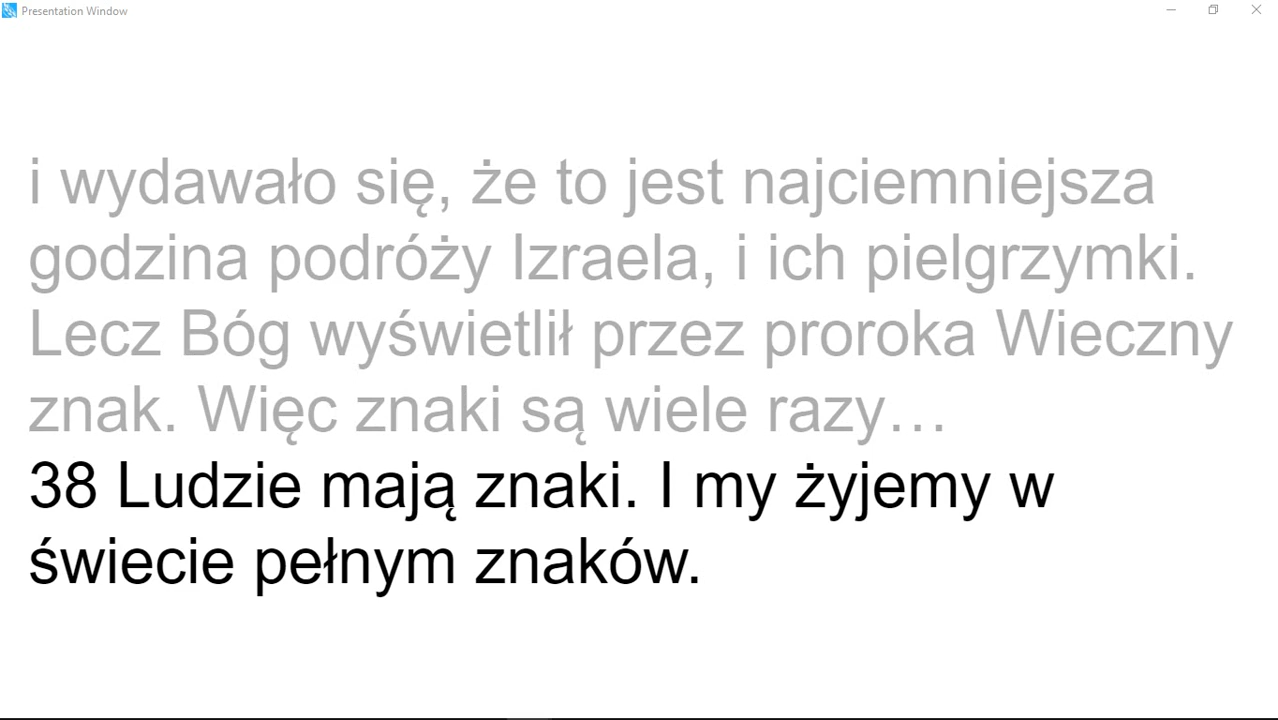 Presentation Window
i wydawało się, że to jest najciemniejsza
godzina podróży Izraela, i ich pielgrzymki.
Lecz Bóg wyświetlił przez proroka Wieczny
znak. Więc znaki są wiele razy…
38 Ludzie mają znaki. I my żyjemy w
świecie pełnym znaków.